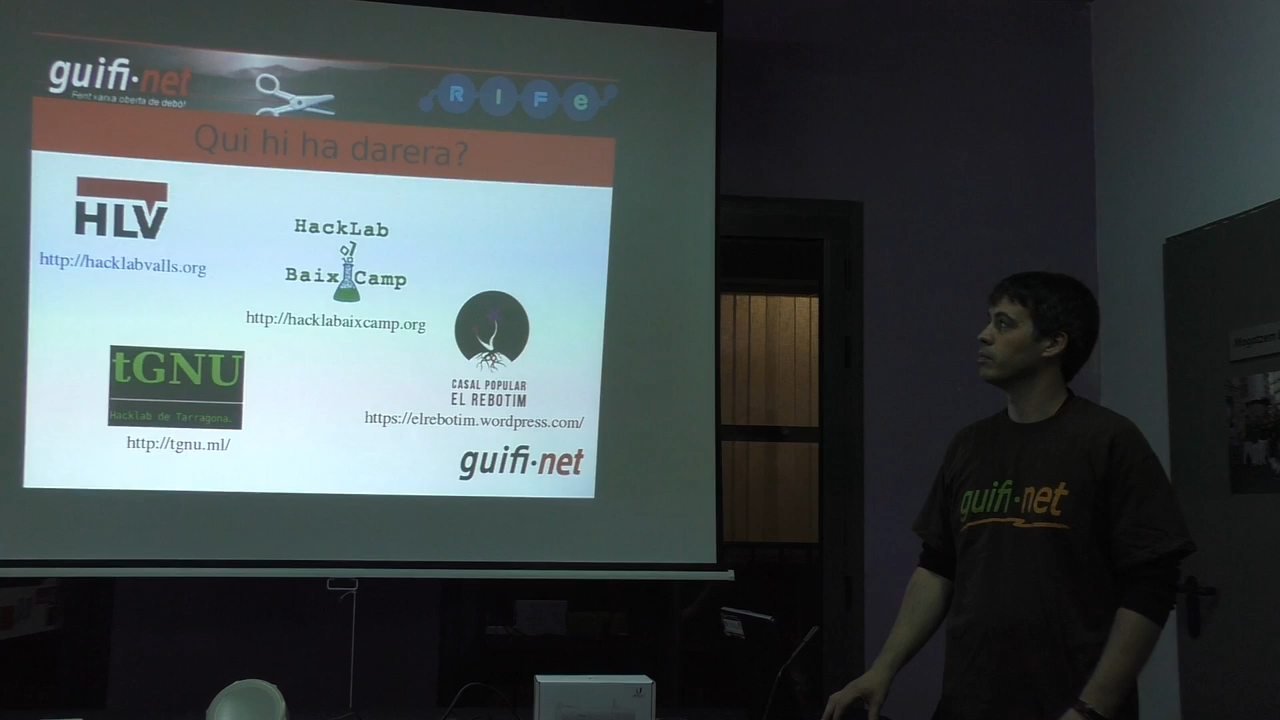 guifi·net
Fent xarxa oberta de debò!
R I F e
Qui hi ha darera?
HLV
http://hacklabvalls.org
HackLab
Baix Camp
http://hacklabaixcamp.org
tGNU
Hacklab de Tarragona.
http://tgnu.ml/
CASAL POPULAR
EL REBOTIM
https://elrebotim.wordpress.com/
guifi·net
guifi·net